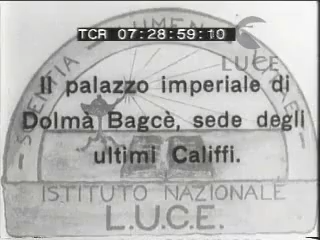 TCR 07:28:59:10
LUCE
Il palazzo imperiale di
Dolmà Bagcè, sede degli
ultimi Califfi.
ISTITUTO NAZIONALE
L.U.C.E.